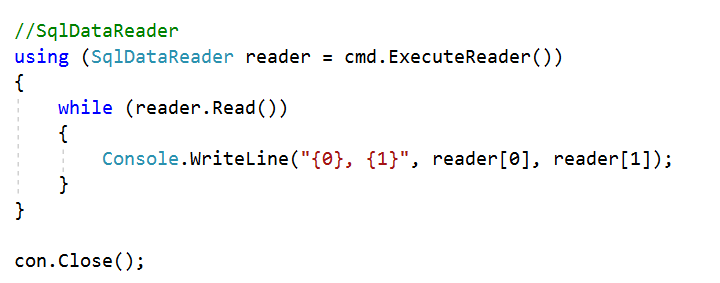 //SqlDataReader
using (SqlDataReader reader = cmd.ExecuteReader())
{
    while (reader.Read())
    {
        Console.WriteLine("{0}, {1}", reader[0], reader[1]);
    }
}

con.Close();